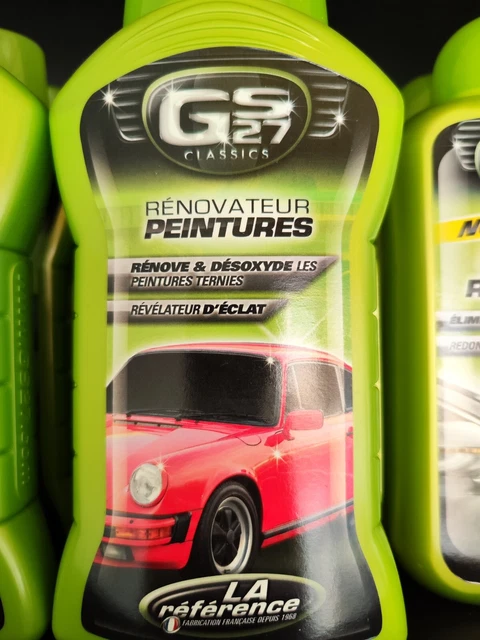 GS27
CLASSICS
RÉNOVATEUR
PEINTURES
RÉNOVE & DÉSOXYDE LES
PEINTURES TERNIES
RÉVÉLATEUR D'ÉCLAT
LA
référence
FABRICATION FRANÇAISE DEPUIS 1968